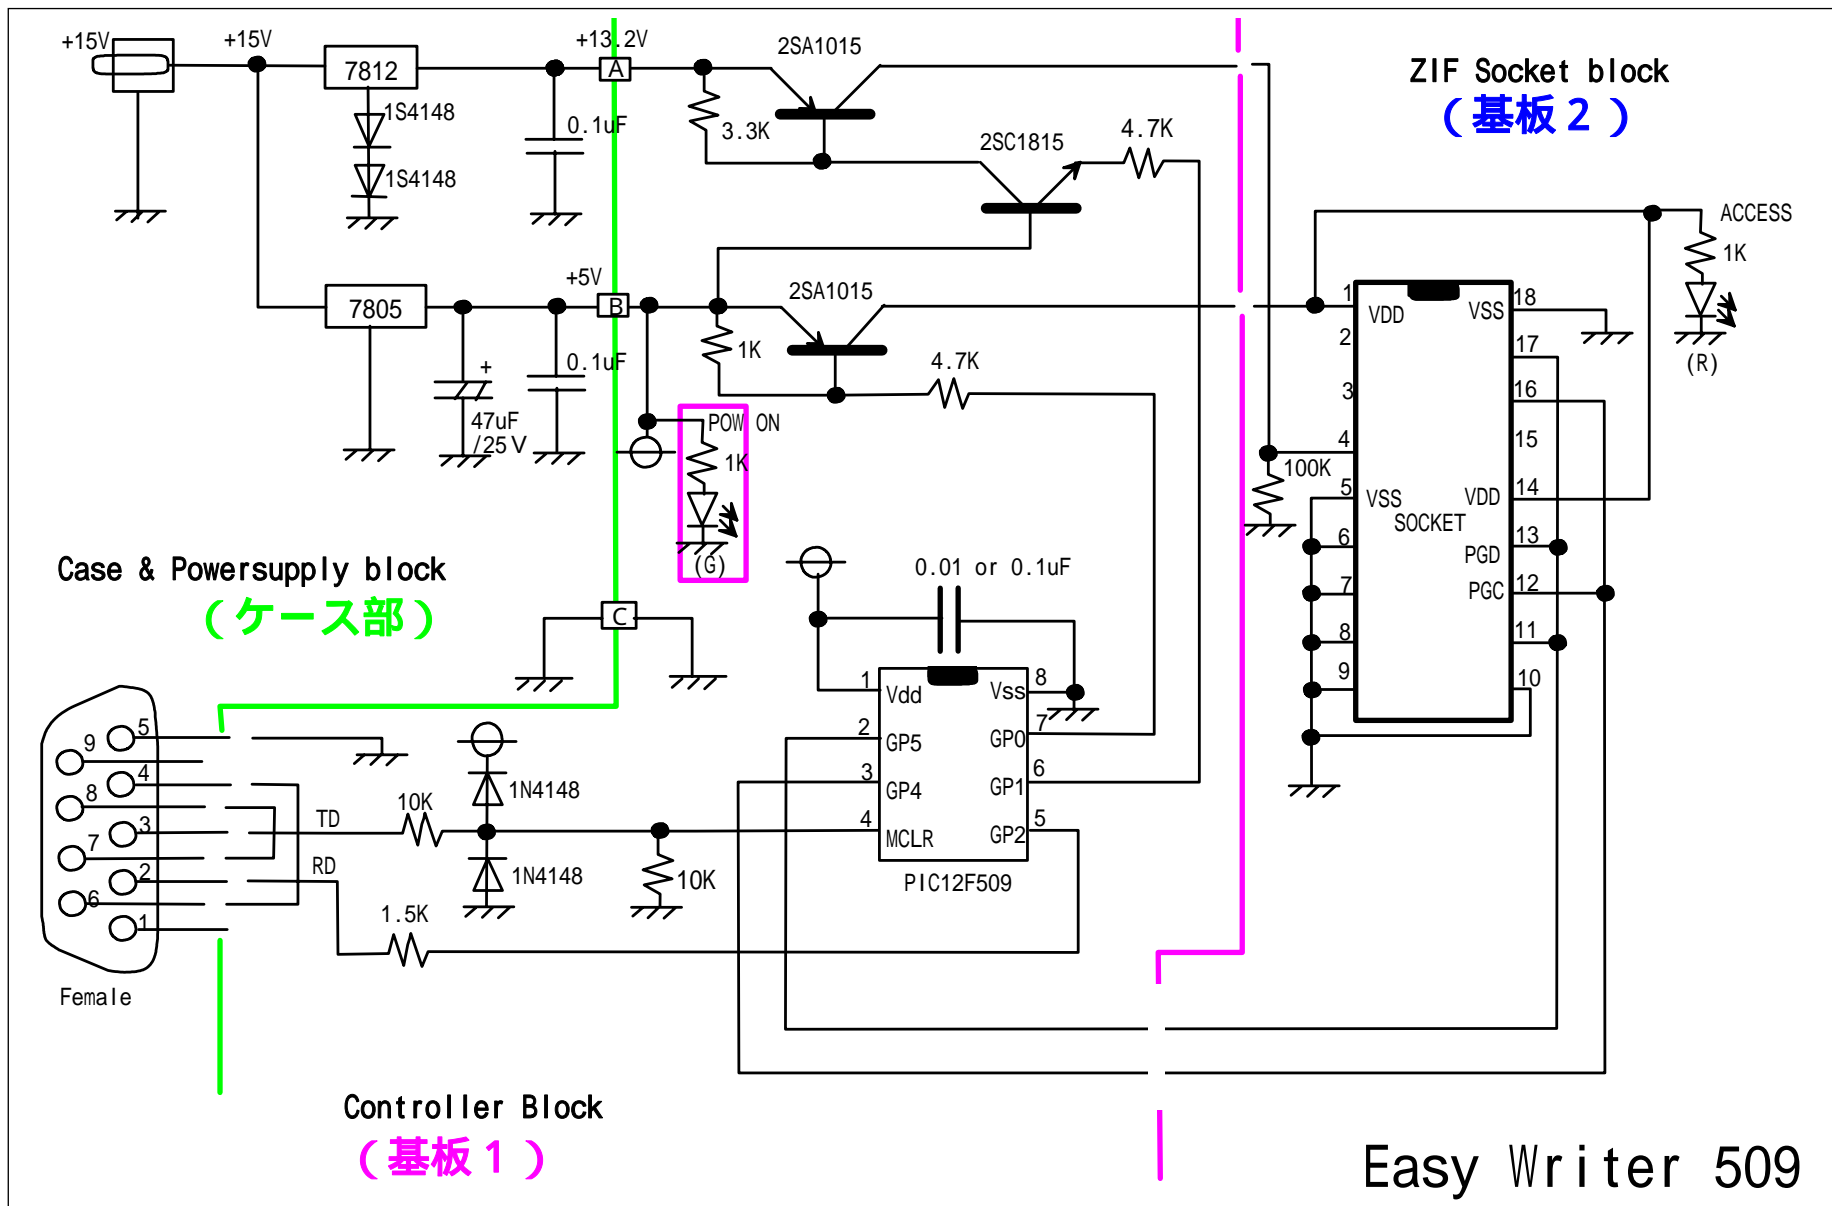 +15V
+15V
7812
1S4148
1S4148
0.1uF
+13.2V
A
3.3K
2SA1015
2SC1815
4.7K
ZIF Socket block
(基板2)
7805
+
47uF
/25V
0.1uF
+5V
B
1K
2SA1015
4.7K
POW ON
1K
(G)
ACCESS
1K
(R)
100K
1
2
3
4
5
6
7
8
9
VDD
VSS
SOCKET
VSS
VDD
PGD
PGC
18
17
16
15
14
13
12
11
10
Case & Powersupply block
(ケース部)
C
0.01 or 0.1uF
1
2
3
4
Vdd
GP5
GP4
MCLR
Vss
GP0
GP1
GP2
8
7
6
5
PIC12F509
5
9
4
8
3
7
2
6
1
Female
TD
RD
10K
1N4148
1N4148
10K
1.5K
Controller Block
(基板1)
Easy Writer 509